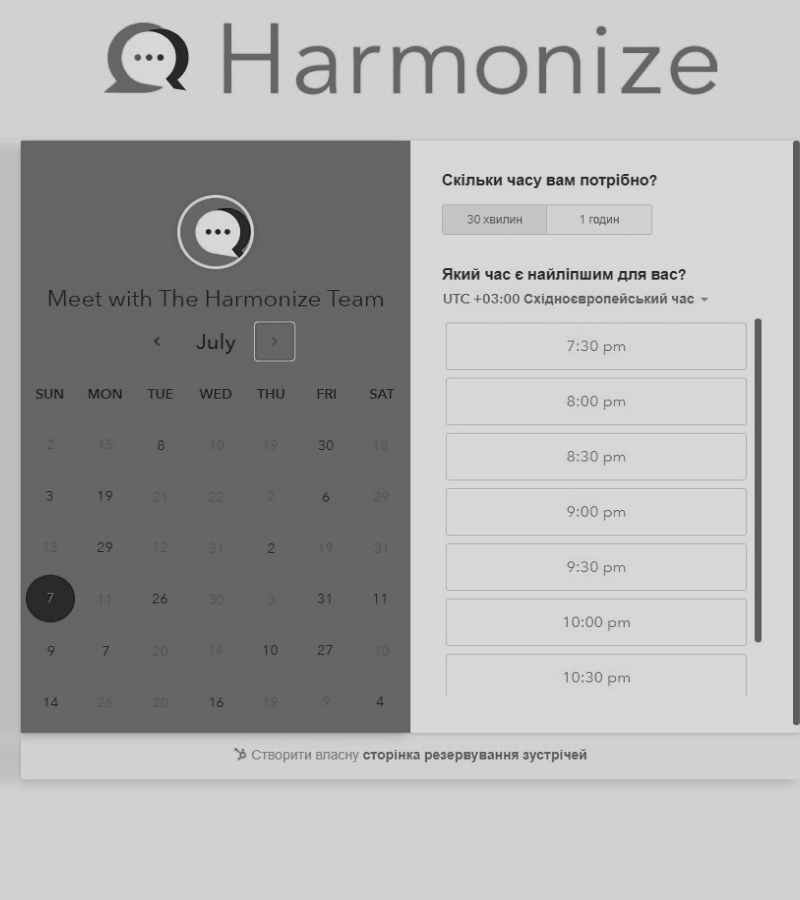 Harmonize
Meet with The Harmonize Team
July
SUN MON TUE WED THU FRI SAT
2 15 8 10 19 30 18
3 19 21 22 2 6 29
13 29 12 31 2 19 31
7 11 26 30 3 31 11
9 7 20 14 10 27 10
14 26 20 16 19 9 4
Скільки часу вам потрібно?
30 хвилин 1 годин
Який час є найліпшим для вас?
UTC +03:00 Східноєвропейський час
7:30 pm
8:00 pm
8:30 pm
9:00 pm
9:30 pm
10:00 pm
10:30 pm
Створити власну сторінка резервування зустрічей